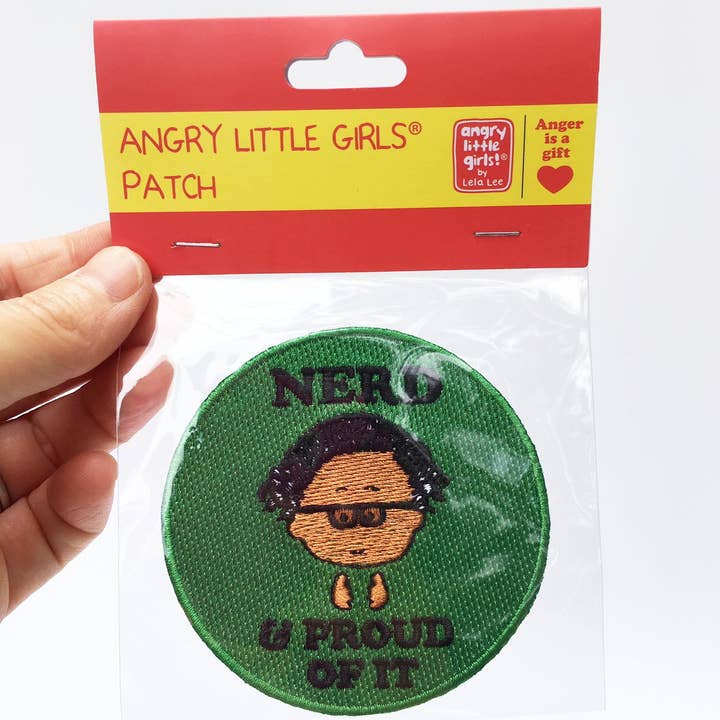 ANGRY LITTLE GIRLS®
PATCH
angry
little
girls!®
by
Lela Lee
Anger
is a
gift
NERD
& PROUD
OF IT